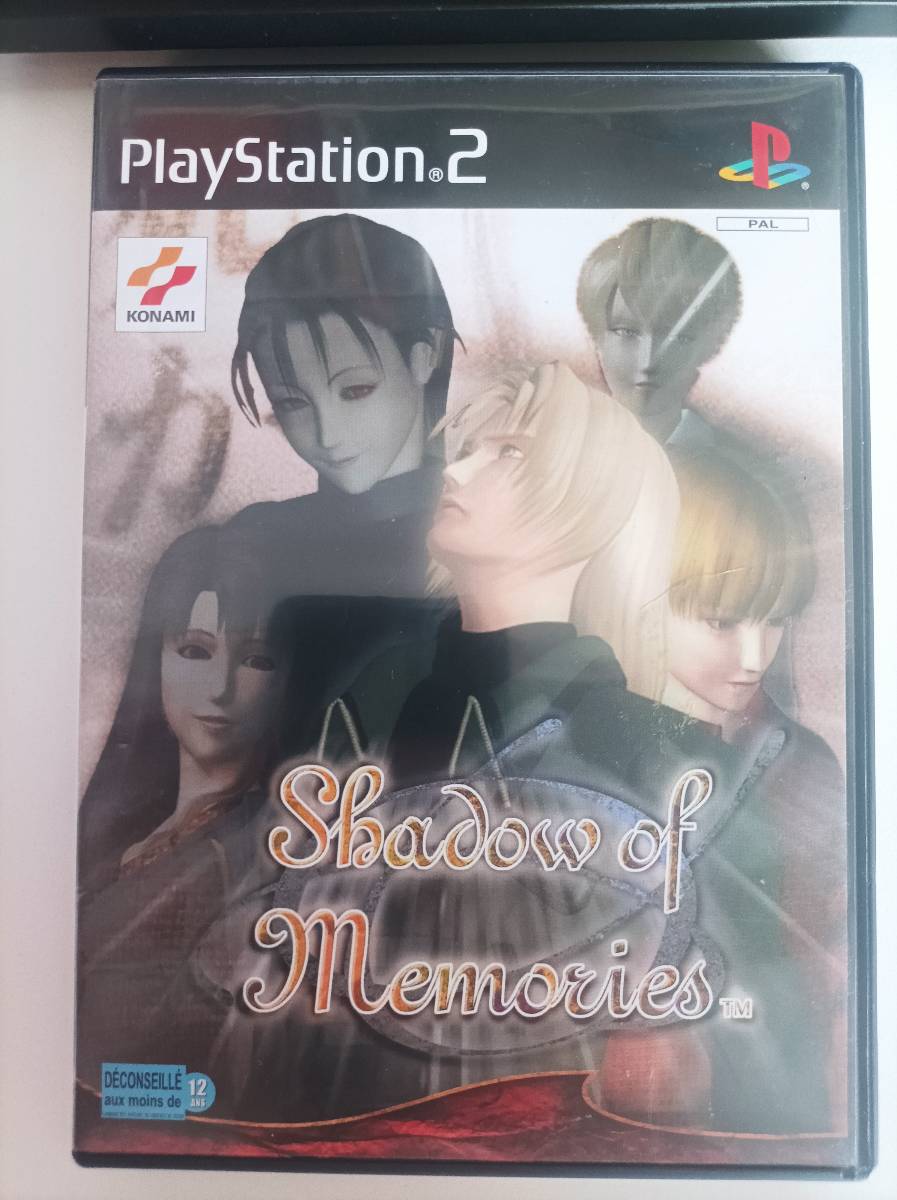 PlayStation®2
PAL
KONAMI
Shadow of
Memories™
DÉCONSEILLÉ
aux moins de
12
ANS